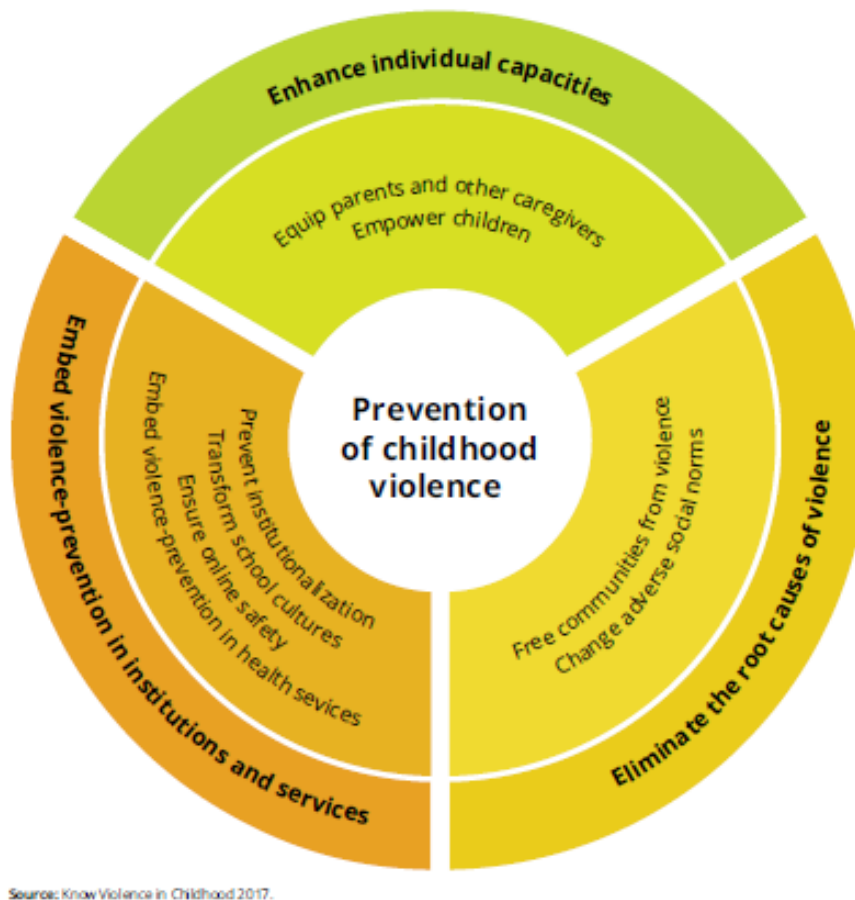 Enhance individual capacities
Equip parents and other caregivers
Empower children
Embed violence-prevention in institutions and services
Prevent institutionalization
Transform school cultures
Ensure online safety
Embed violence-prevention in health sevices
Prevention
of childhood
violence
Free communities from violence
Change adverse social norms
Eliminate the root causes of violence
Source: Know Violence in Childhood 2017.